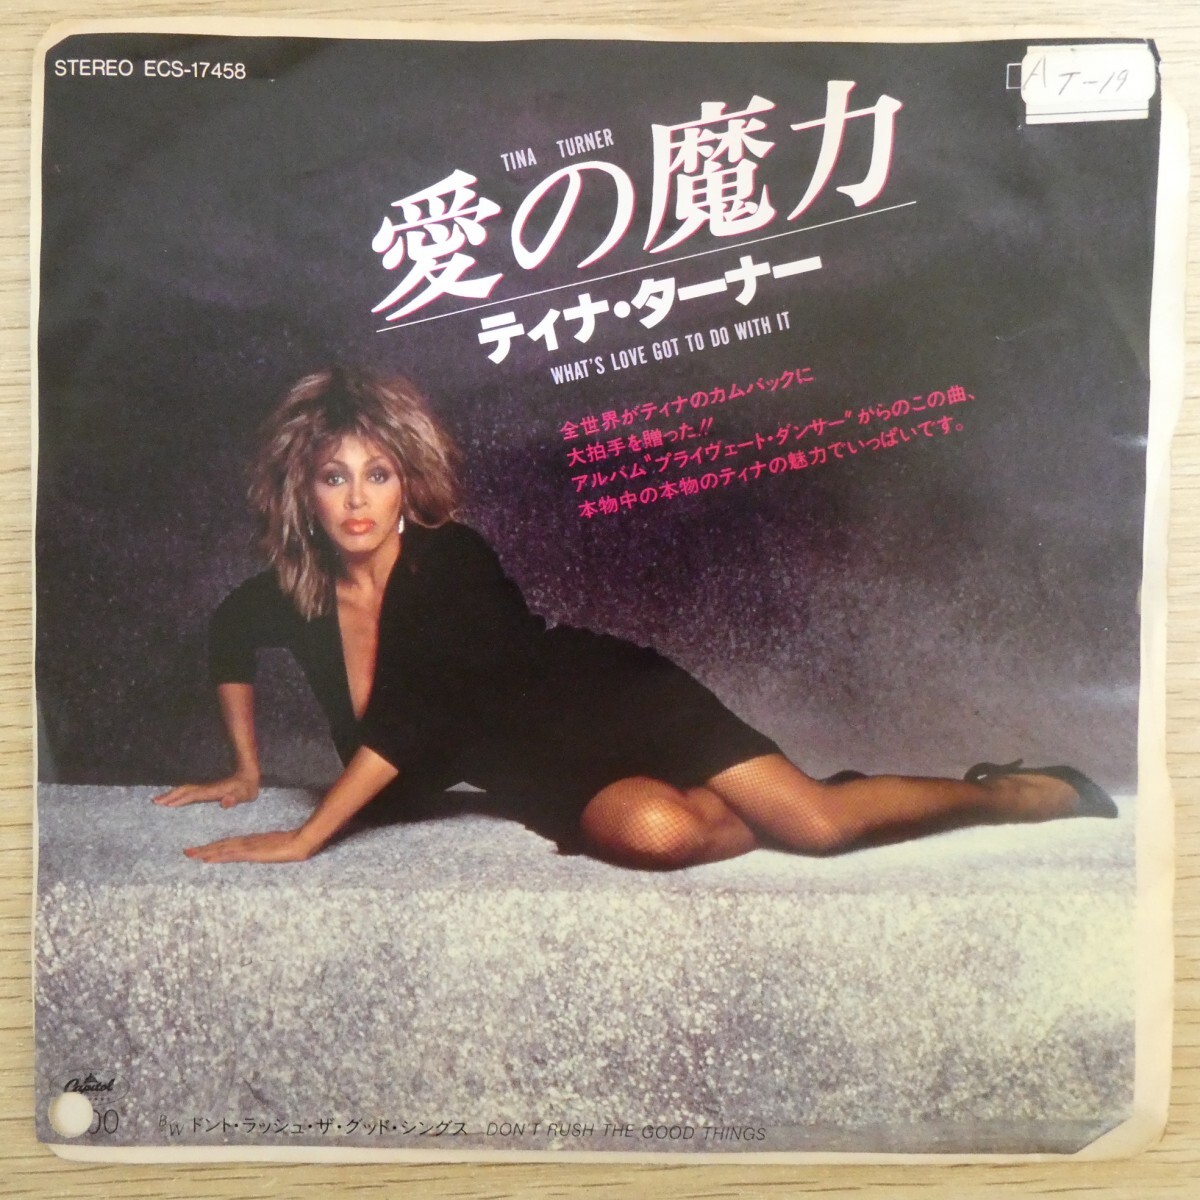 STEREO ECS-17458
A T-19
TINA TURNER
愛の魔力
ティナ・ターナー
WHAT'S LOVE GOT TO DO WITH IT
全世界がティナのカムバックに
大拍手を贈った!!
アルバム"プライヴェート・ダンサー"からのこの曲、
本物中の本物のティナの魅力でいっぱいです。
Capitol
00
B/W ドント・ラッシュ・ザ・グッド・シングス DON'T RUSH THE GOOD THINGS